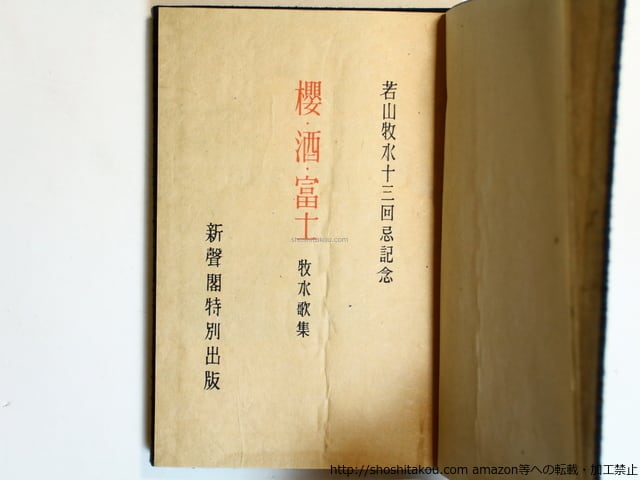 若山牧水十三回忌記念
櫻・酒・富士 牧水歌集
新聲閣特別出版
shoshitakou.com
http://shoshitakou.com amazon等への転載・加工禁止